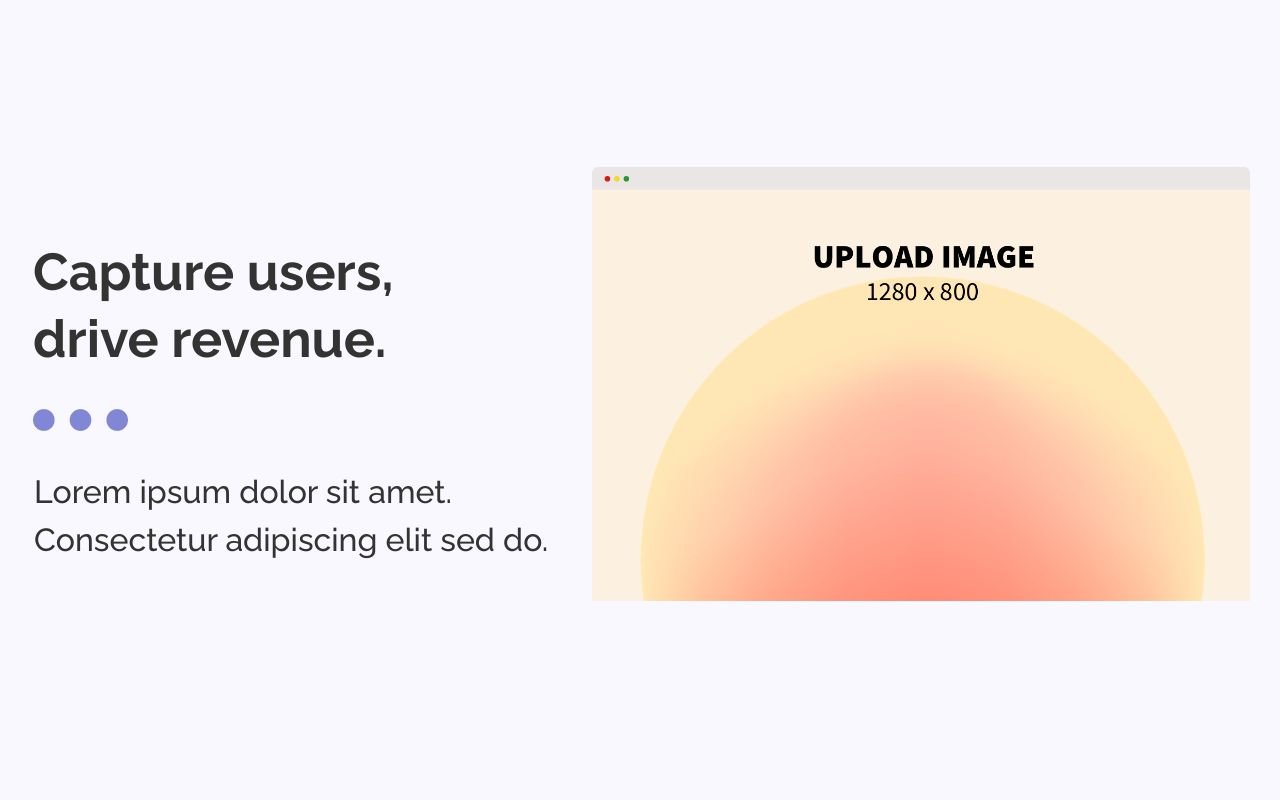 Capture users,
drive revenue.
Lorem ipsum dolor sit amet.
Consectetur adipiscing elit sed do.
UPLOAD IMAGE
1280 x 800